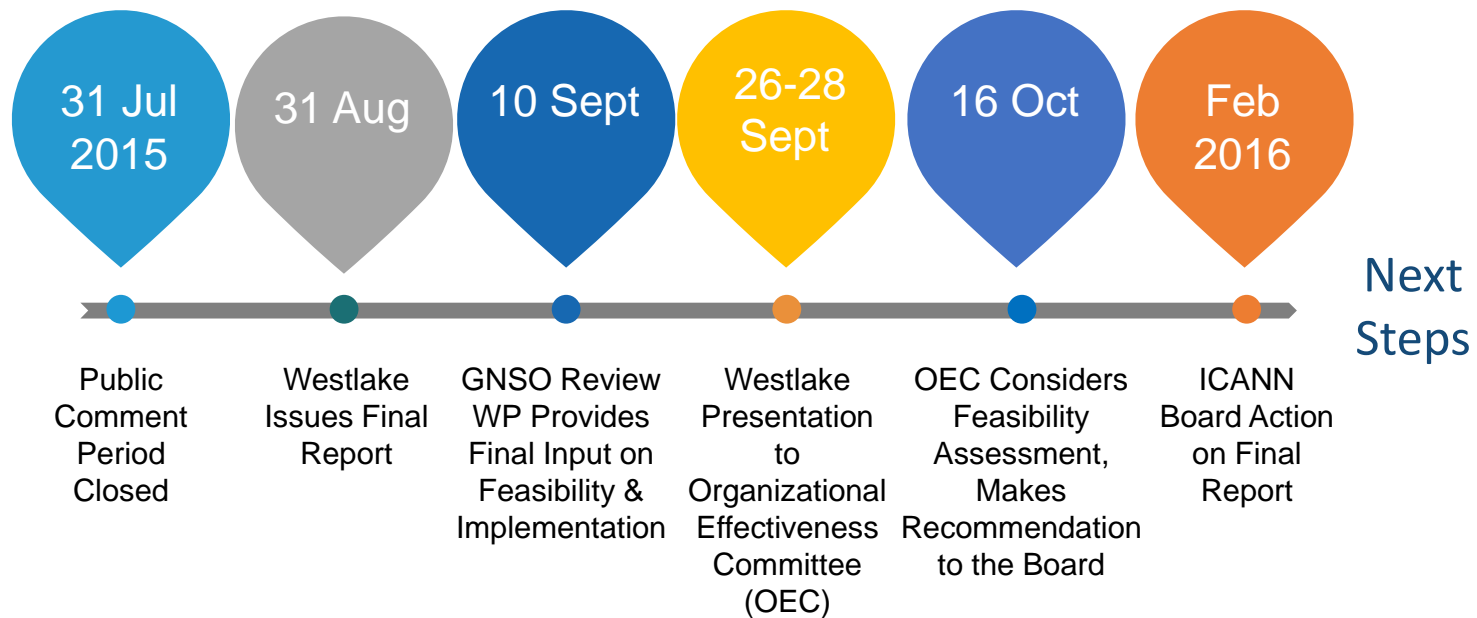 31 Jul
2015
31 Aug
10 Sept
26-28
Sept
16 Oct
Feb
2016
Next
Steps
Public
Comment
Period
Closed
Westlake
Issues Final
Report
GNSO Review
WP Provides
Final Input on
Feasibility &
Implementation
Westlake
Presentation
to
Organizational
Effectiveness
Committee
(OEC)
OEC Considers
Feasibility
Assessment,
Makes
Recommendation
to the Board
ICANN
Board Action
on Final
Report